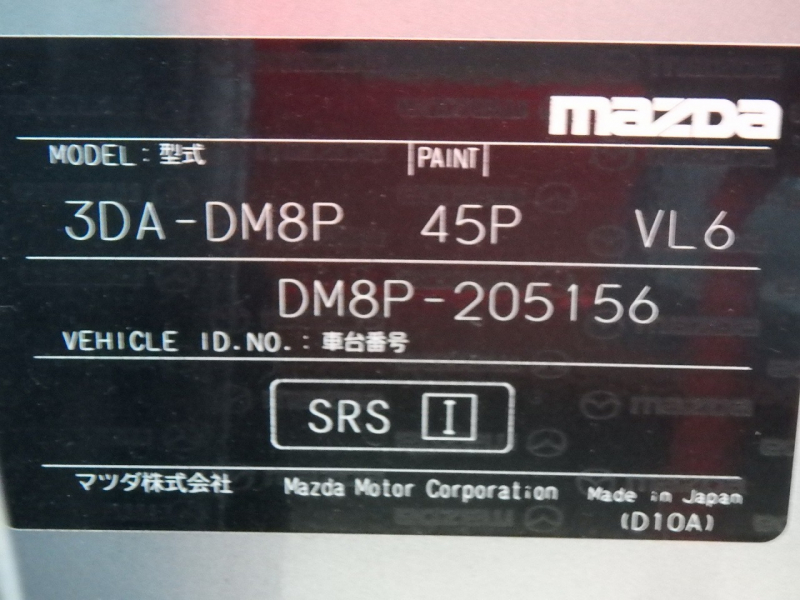 mazda
MODEL : 型式 PAINT
3DA-DM8P 45P VL6
DM8P-205156
VEHICLE ID.NO. : 車台番号
SRS I
マツダ株式会社 Mazda Motor Corporation Made in Japan
(D10A)